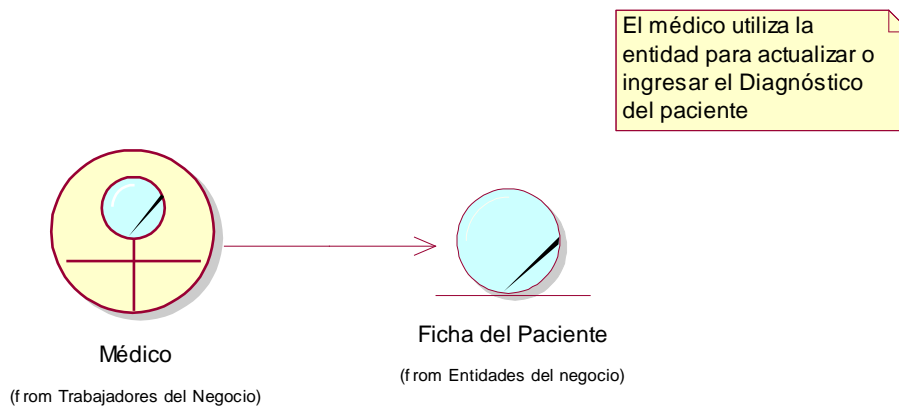 El médico utiliza la
entidad para actualizar o
ingresar el Diagnóstico
del paciente
Médico
(from Trabajadores del Negocio)
Ficha del Paciente
(from Entidades del negocio)